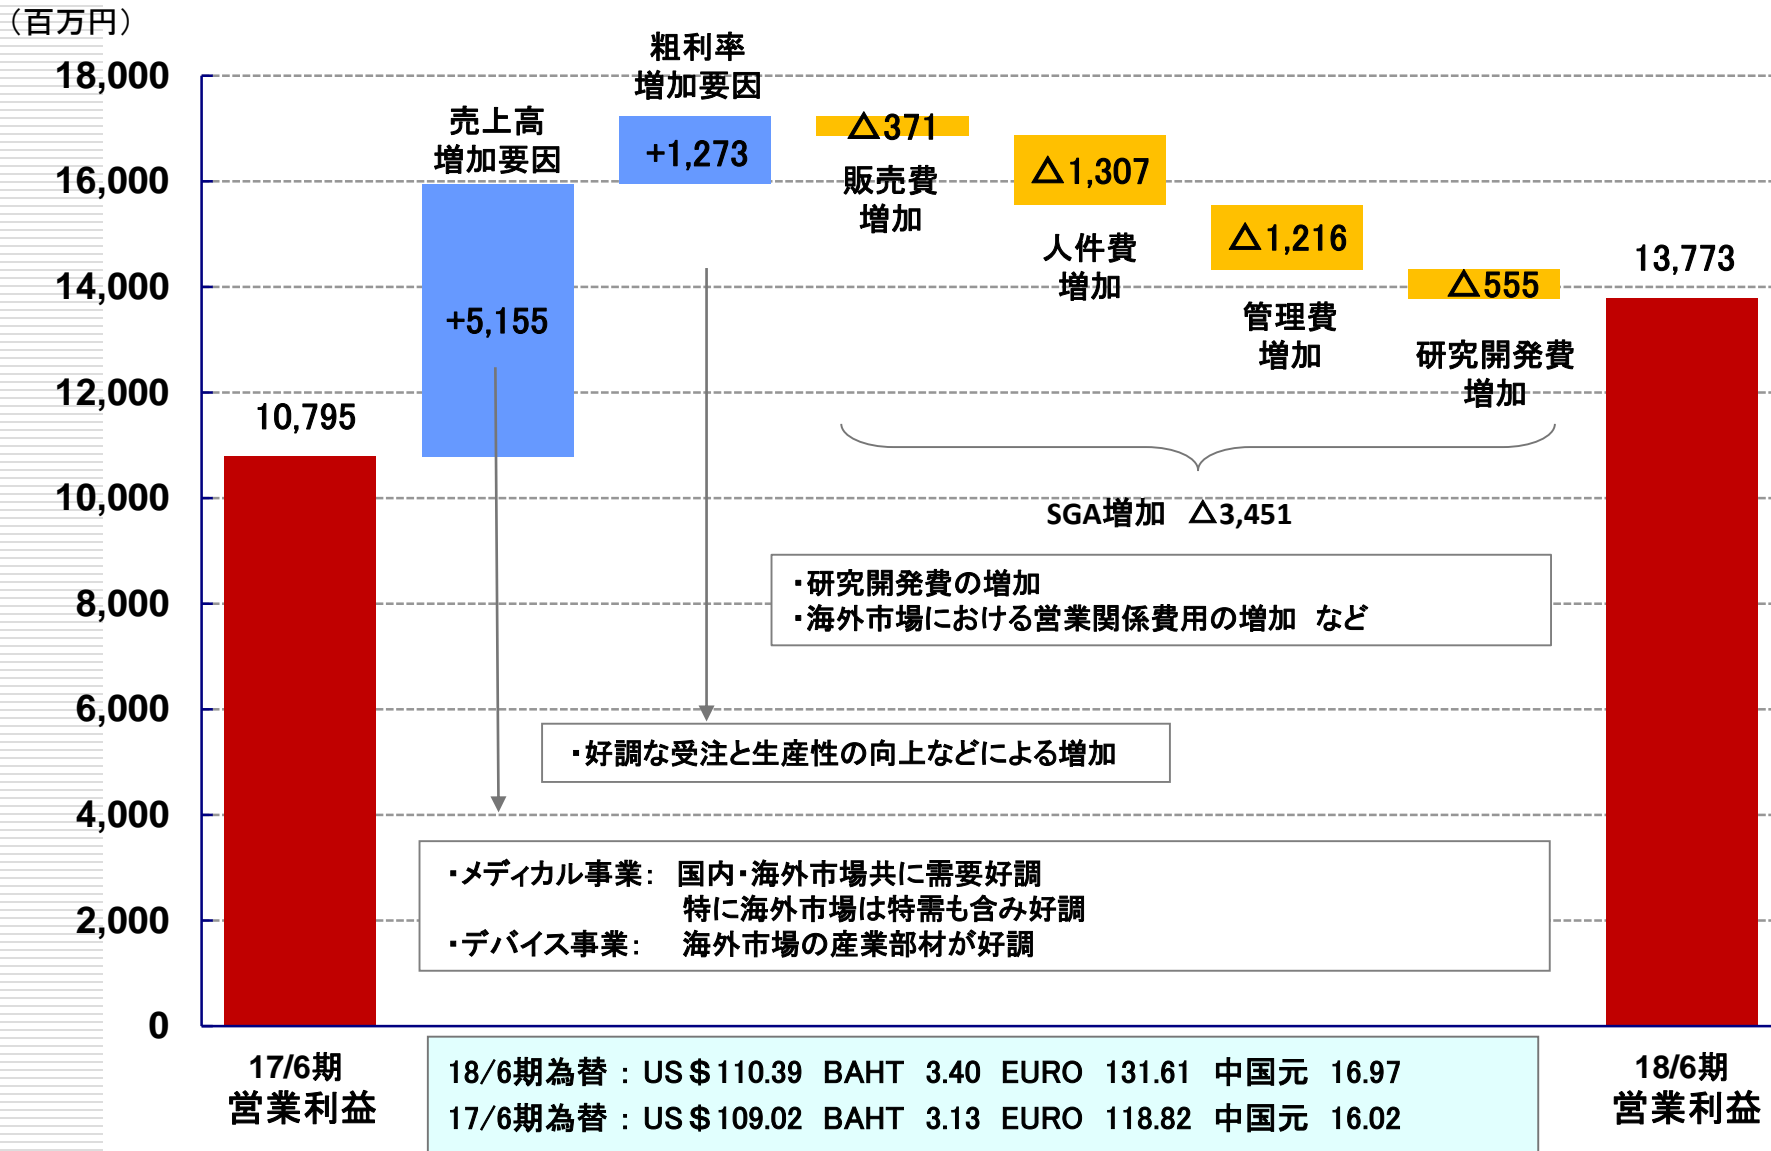 （百万円）
18,000
16,000
14,000
12,000
10,000
8,000
6,000
4,000
2,000
0
10,795
売上高
増加要因
+5,155
粗利率
増加要因
+1,273
△371
販売費
増加
△1,307
人件費
増加
△1,216
管理費
増加
△555
研究開発費
増加
13,773
SGA増加　△3,451
・研究開発費の増加
・海外市場における営業関係費用の増加　など
・好調な受注と生産性の向上などによる増加
・メディカル事業：　国内・海外市場共に需要好調
特に海外市場は特需も含み好調
・デバイス事業：　海外市場の産業部材が好調
17/6期
営業利益
18/6期為替：US＄110.39 BAHT 3.40 EURO 131.61 中国元 16.97
17/6期為替：US＄109.02 BAHT 3.13 EURO 118.82 中国元 16.02
18/6期
営業利益